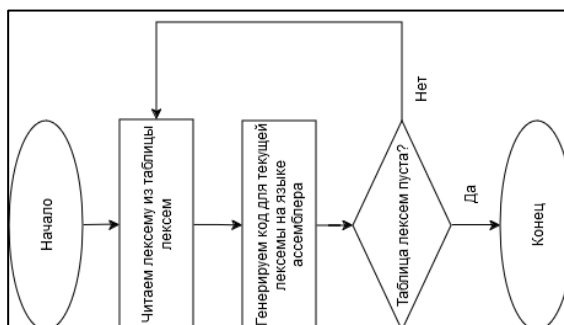 Начало
Читаем лексему из таблицы
лексем
Генерируем код для текущей
лексемы на языке
ассемблера
Таблица лексем пуста?
Нет
Да
Конец